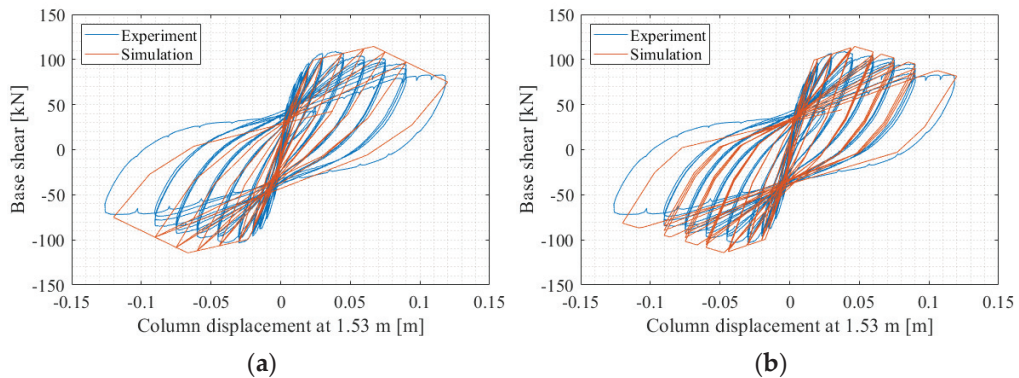 150
100
50
0
-50
-100
-150
Base shear [kN]
Experiment
Simulation
-0.15
-0.1
-0.05
0
0.05
0.1
0.15
Column displacement at 1.53 m [m]
(a)
150
100
50
0
-50
-100
-150
Base shear [kN]
Experiment
Simulation
-0.15
-0.1
-0.05
0
0.05
0.1
0.15
Column displacement at 1.53 m [m]
(b)